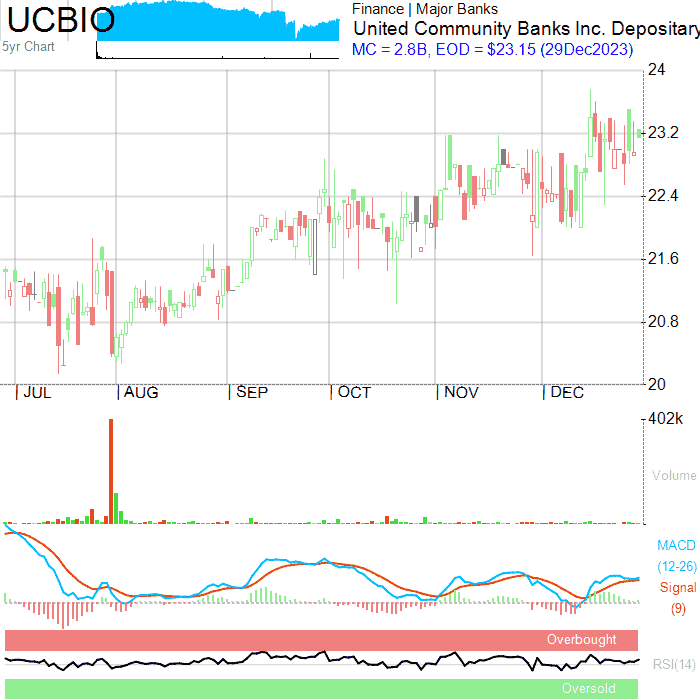 UCBIO
5yr Chart
Finance | Major Banks
United Community Banks Inc. Depositary
MC = 2.8B, EOD = $23.15 (29Dec2023)
24
23.2
22.4
21.6
20.8
20
JUL AUG SEP OCT NOV DEC
402k
Volume
MACD
(12-26)
Signal
(9)
Overbought
RSI(14)
Oversold